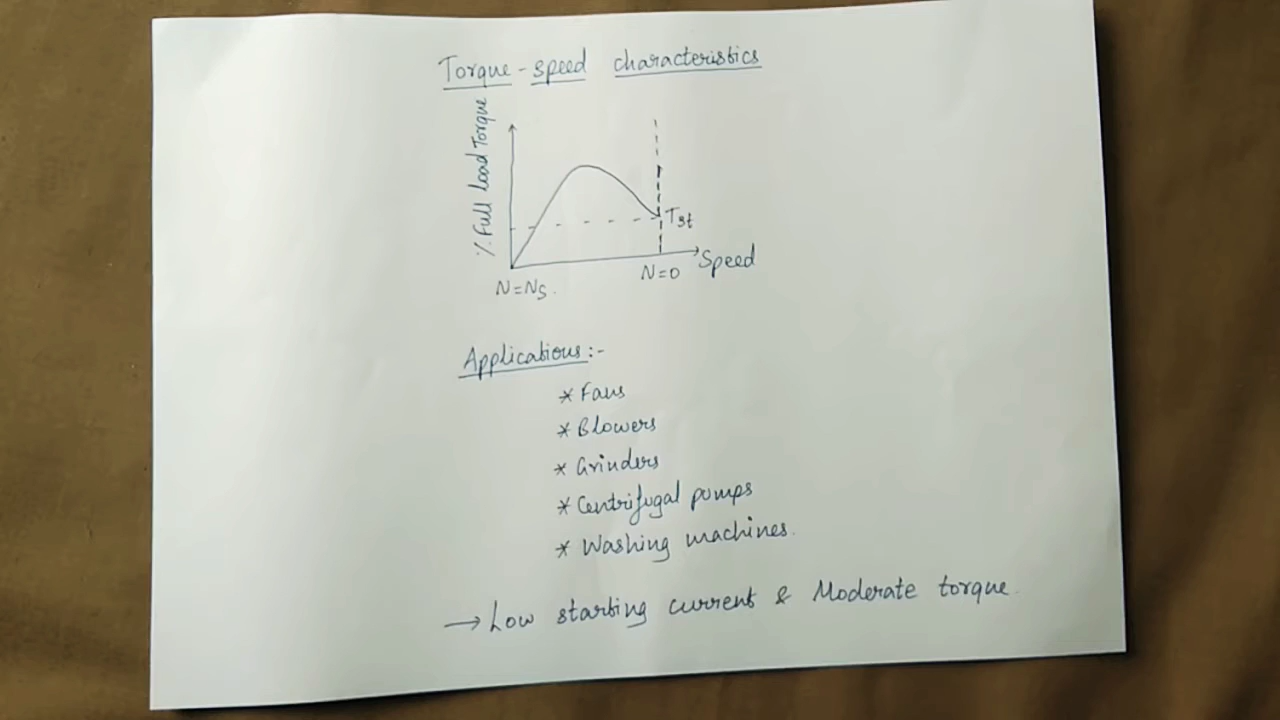 Torque-speed characteristics
% Full load Torque
Tst
Speed
N=Ns.
N=0
Applications:-
* Fans
* Blowers
* Grinders
* Centrifugal pumps
* Washing machines.
→ Low starting current & Moderate torque.